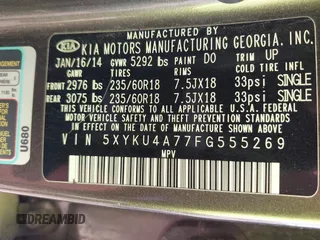 MANUFACTURED BY
KIA KIA MOTORS MANUFACTURING GEORGIA, INC.
JAN/16/14 GVWR 5292 lbs PAINT D0 TRIM UP
GAWR TIRES RIMS COLD INFL
FRONT 2976 lbs 235/60R18 7.5JX18 33psi SINGLE
REAR 3075 lbs 235/60R18 7.5JX18 33psi SINGLE
THIS VEHICLE CONFORMS TO ALL APPLICABLE U.S.A FEDERAL MOTOR
VEHICLE SAFETY, BUMPER, AND THEFT PREVENTION STANDARDS IN
EFFECT ON THE DATE OF MANUFACTURE SHOWN ABOVE.
VIN 5XYKU4A77FG555269
MPV
U680
DREAMBID